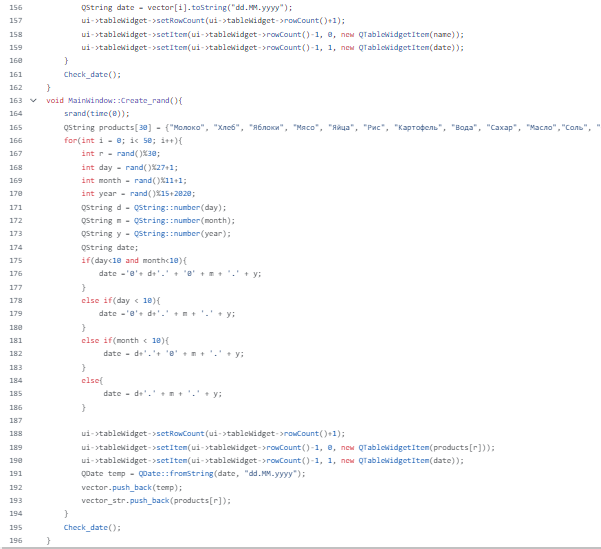 156 QString date = vector[i].toString("dd.MM.yyyy");
157 ui->tableWidget->setRowCount(ui->tableWidget->rowCount()+1);
158 ui->tableWidget->setItem(ui->tableWidget->rowCount()-1, 0, new QTableWidgetItem(name));
159 ui->tableWidget->setItem(ui->tableWidget->rowCount()-1, 1, new QTableWidgetItem(date));
160 }
161 Check_date();
162 }
163 void MainWindow::Create_rand(){
164 srand(time(0));
165 QString products[30] = {"Молоко", "Хлеб", "Яблоки", "Мясо", "Яйца", "Рис", "Картофель", "Вода", "Сахар", "Масло","Соль", "
166 for(int i = 0; i< 50; i++){
167 int r = rand()%30;
168 int day = rand()%27+1;
169 int month = rand()%11+1;
170 int year = rand()%15+2020;
171 QString d = QString::number(day);
172 QString m = QString::number(month);
173 QString y = QString::number(year);
174 QString date;
175 if(day<10 and month<10){
176 date ='0'+ d+'.' + '0' + m + '.' + y;
177 }
178 else if(day < 10){
179 date ='0'+ d+'.' + m + '.' + y;
180 }
181 else if(month < 10){
182 date = d+'.'+ '0' + m + '.' + y;
183 }
184 else{
185 date = d+'.' + m + '.' + y;
186 }
187
188 ui->tableWidget->setRowCount(ui->tableWidget->rowCount()+1);
189 ui->tableWidget->setItem(ui->tableWidget->rowCount()-1, 0, new QTableWidgetItem(products[r]));
190 ui->tableWidget->setItem(ui->tableWidget->rowCount()-1, 1, new QTableWidgetItem(date));
191 QDate temp = QDate::fromString(date, "dd.MM.yyyy");
192 vector.push_back(temp);
193 vector_str.push_back(products[r]);
194 }
195 Check_date();
196 }